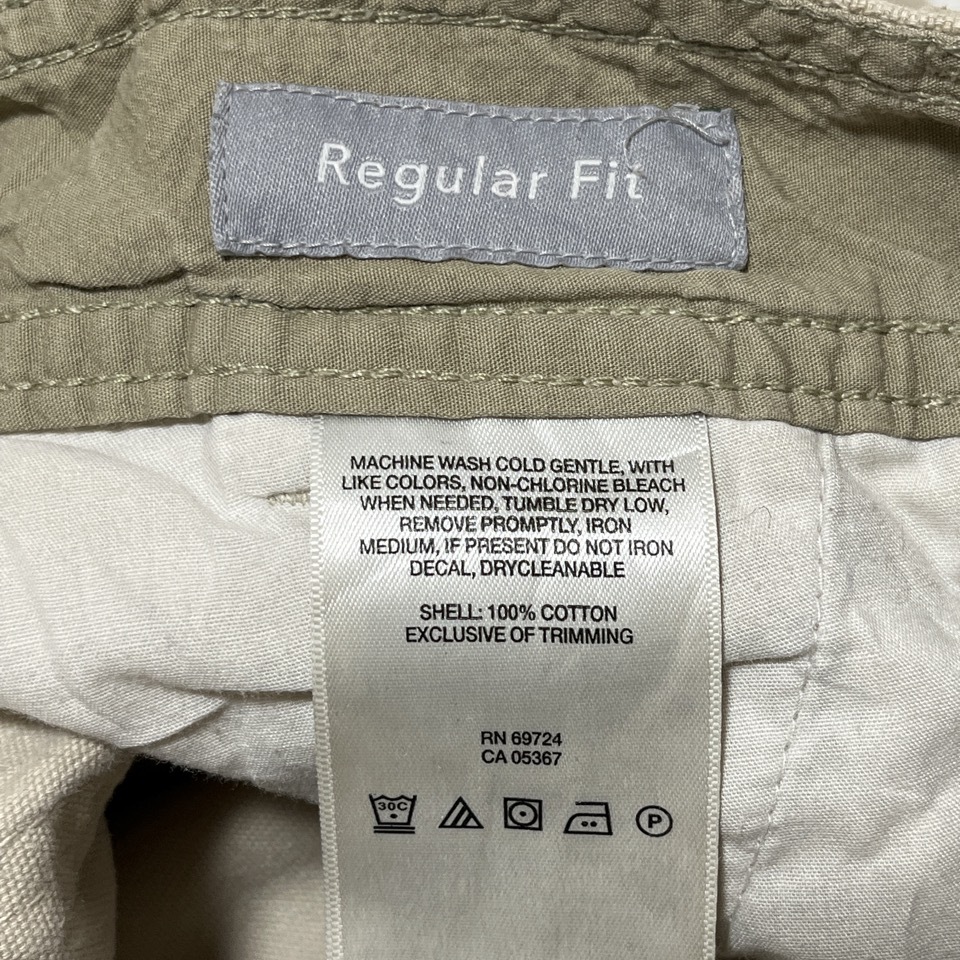 Regular Fit
MACHINE WASH COLD GENTLE, WITH
LIKE COLORS, NON-CHLORINE BLEACH
WHEN NEEDED, TUMBLE DRY LOW,
REMOVE PROMPTLY, IRON
MEDIUM, IF PRESENT DO NOT IRON
DECAL, DRYCLEANABLE
SHELL: 100% COTTON
EXCLUSIVE OF TRIMMING
RN 69724
CA 05367
30C P